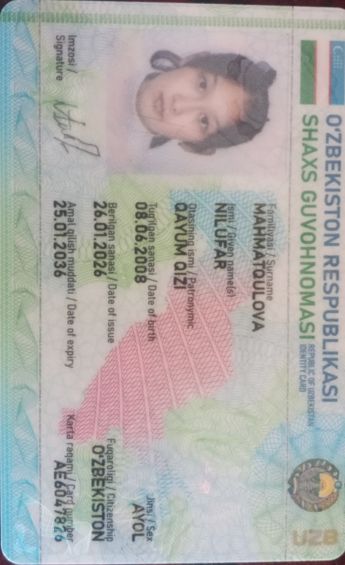 O'ZBEKISTON RESPUBLIKASI
SHAXS GUVOHNOMASI
REPUBLIC OF UZBEKISTAN
IDENTITY CARD
UZB
Familiyasi / Surname
MAHMATQULOVA
Ismi / Given name(s)
NILUFAR
Otasining ismi / Patronymic
QAYUM QIZI
Tug'ilgan sanasi / Date of birth
08.06.2008
Jinsi / Sex
AYOL
Berilgan sanasi / Date of issue
26.01.2026
Fuqaroligi / Citizenship
O'ZBEKISTON
Amal qilish muddati / Date of expiry
25.01.2036
Karta raqami / Card number
AE6047826
Imzosi /
Signature